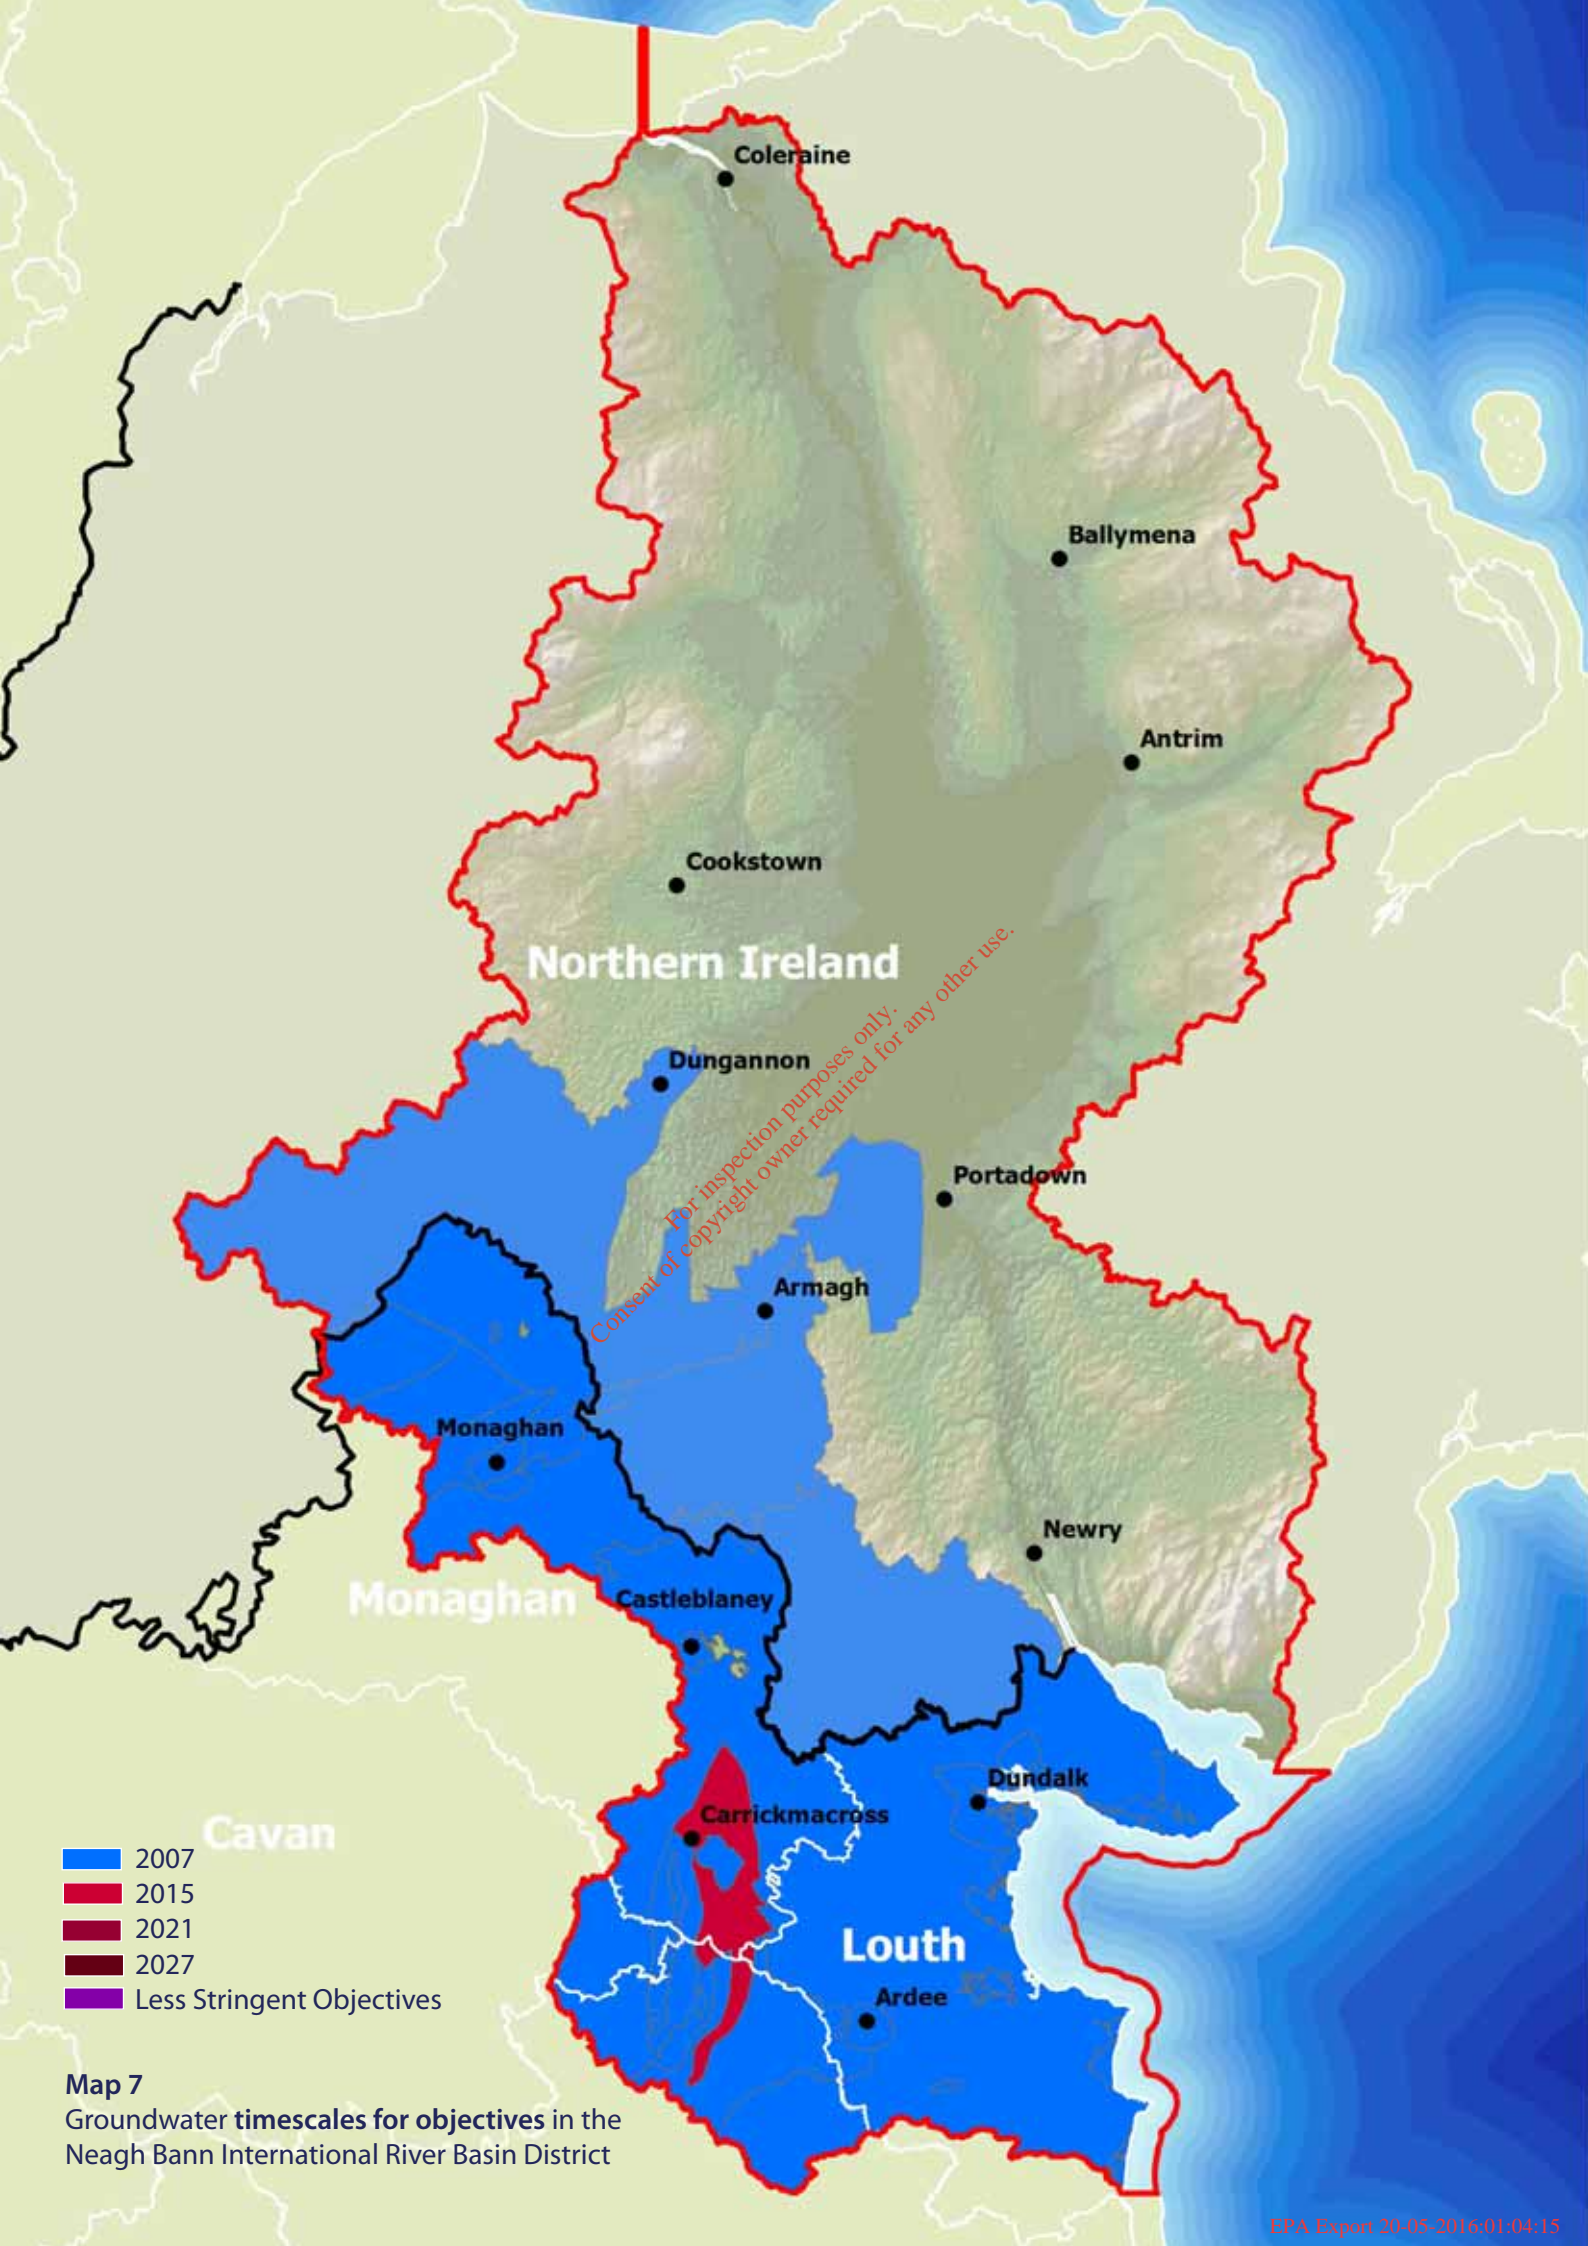 Coleraine
Ballymena
Antrim
Cookstown
Northern Ireland
Dungannon
For inspection purposes only.
Consent of copyright owner required for any other use.
Portadown
Armagh
Monaghan
Newry
Monaghan
Castleblaney
Dundalk
Carrickmacross
Cavan
2007
2015
2021
2027
Less Stringent Objectives
Louth
Ardee
Map 7
Groundwater timescales for objectives in the
Neagh Bann International River Basin District
EPA Export 20-05-2016:01:04:15